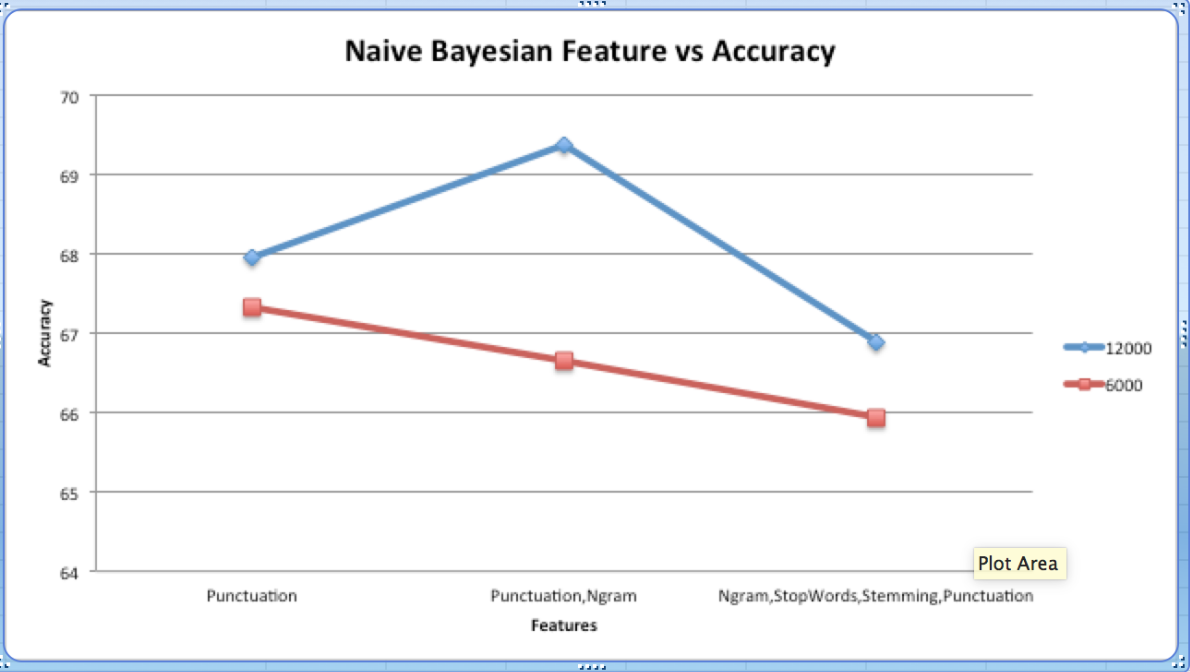 Naive Bayesian Feature vs Accuracy
70
69
68
67
66
65
64
Accuracy
12000
6000
Plot Area
Punctuation
Punctuation,Ngram
Ngram,StopWords,Stemming,Punctuation
Features